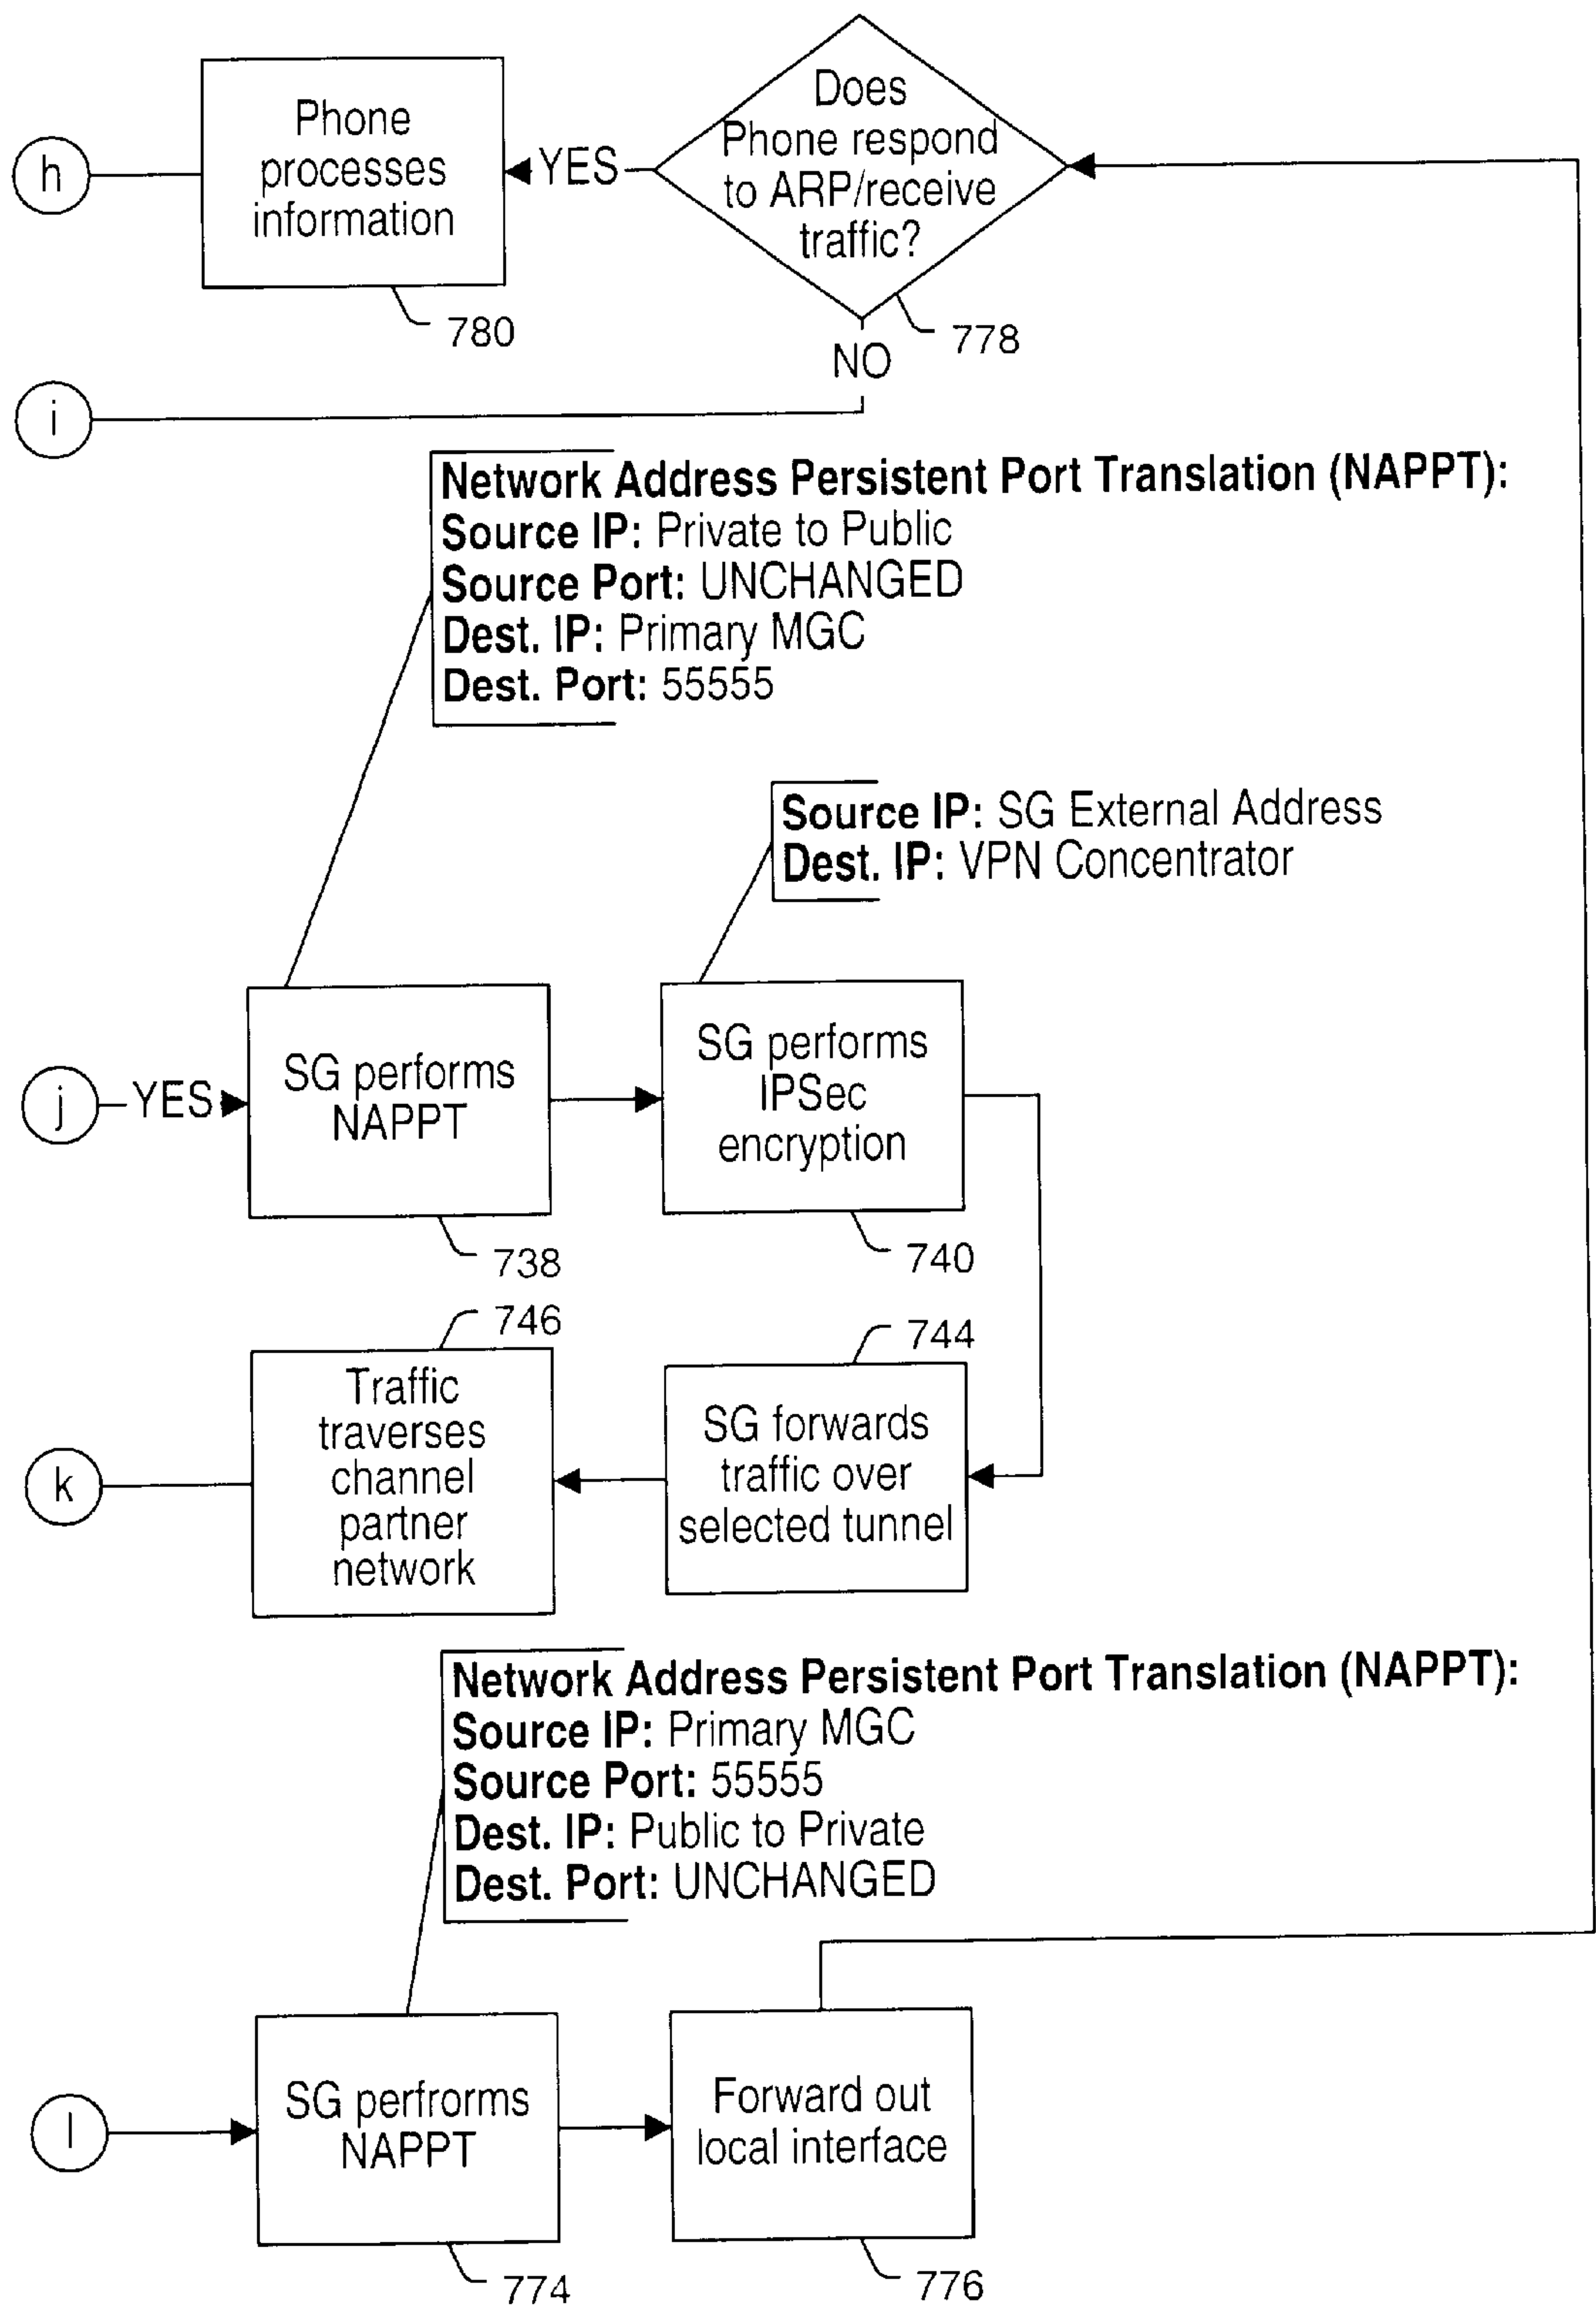 h
Phone
processes
information
780
YES
Does
Phone respond
to ARP/receive
traffic?
778
NO
i
Network Address Persistent Port Translation (NAPPT):
Source IP: Private to Public
Source Port: UNCHANGED
Dest. IP: Primary MGC
Dest. Port: 55555
Source IP: SG External Address
Dest. IP: VPN Concentrator
j
YES
SG performs
NAPPT
738
SG performs
IPSec
encryption
740
k
746
Traffic
traverses
channel
partner
network
744
SG forwards
traffic over
selected tunnel
Network Address Persistent Port Translation (NAPPT):
Source IP: Primary MGC
Source Port: 55555
Dest. IP: Public to Private
Dest. Port: UNCHANGED
l
SG perfroms
NAPPT
774
Forward out
local interface
776